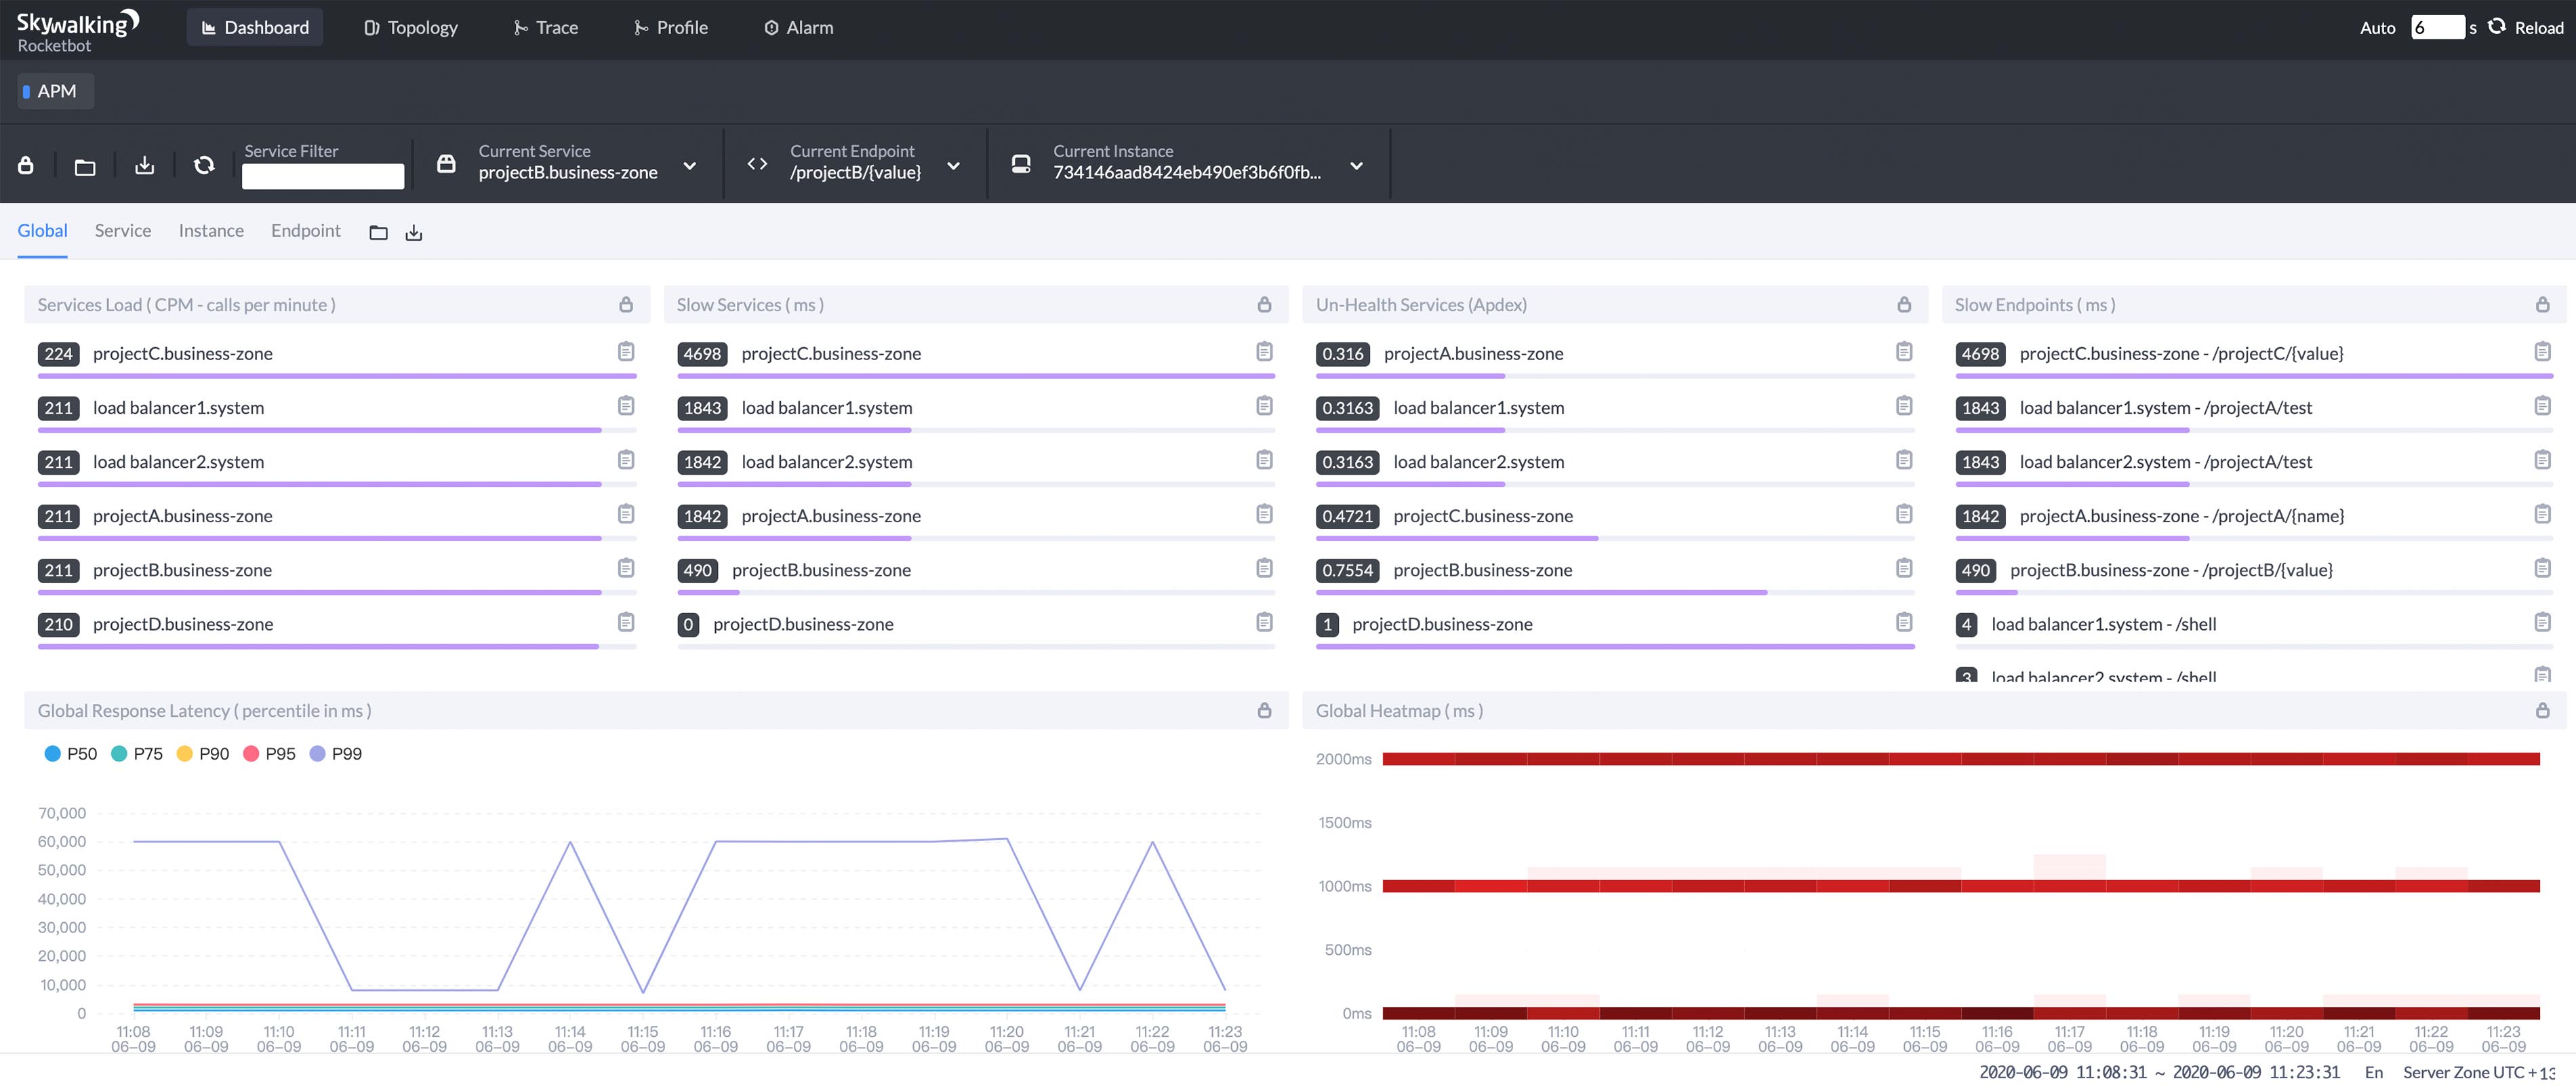 Skywalking
Rocketbot
Dashboard
Topology
Trace
Profile
Alarm
Auto 6 s Reload
APM
Service Filter
Current Service
projectB.business-zone
Current Endpoint
/projectB/{value}
Current Instance
734146aad8424eb490ef3b6f0fb...
Global Service Instance Endpoint
Services Load ( CPM - calls per minute )
224 projectC.business-zone
211 load balancer1.system
211 load balancer2.system
211 projectA.business-zone
211 projectB.business-zone
210 projectD.business-zone
Slow Services ( ms )
4698 projectC.business-zone
1843 load balancer1.system
1842 load balancer2.system
1842 projectA.business-zone
490 projectB.business-zone
0 projectD.business-zone
Un-Health Services (Apdex)
0.316 projectA.business-zone
0.3163 load balancer1.system
0.3163 load balancer2.system
0.4721 projectC.business-zone
0.7554 projectB.business-zone
1 projectD.business-zone
Slow Endpoints ( ms )
4698 projectC.business-zone - /projectC/{value}
1843 load balancer1.system - /projectA/test
1843 load balancer2.system - /projectA/test
1842 projectA.business-zone - /projectA/{name}
490 projectB.business-zone - /projectB/{value}
4 load balancer1.system - /shell
3 load balancer2.system - /shell
Global Response Latency ( percentile in ms )
P50 P75 P90 P95 P99
70,000
60,000
50,000
40,000
30,000
20,000
10,000
0
11:08 11:09 11:10 11:11 11:12 11:13 11:14 11:15 11:16 11:17 11:18 11:19 11:20 11:21 11:22 11:23
06-09 06-09 06-09 06-09 06-09 06-09 06-09 06-09 06-09 06-09 06-09 06-09 06-09 06-09 06-09 06-09
Global Heatmap ( ms )
2000ms
1500ms
1000ms
500ms
0ms
11:08 11:09 11:10 11:11 11:12 11:13 11:14 11:15 11:16 11:17 11:18 11:19 11:20 11:21 11:22 11:23
06-09 06-09 06-09 06-09 06-09 06-09 06-09 06-09 06-09 06-09 06-09 06-09 06-09 06-09 06-09 06-09
2020-06-09 11:08:31 ~ 2020-06-09 11:23:31 En Server Zone UTC +